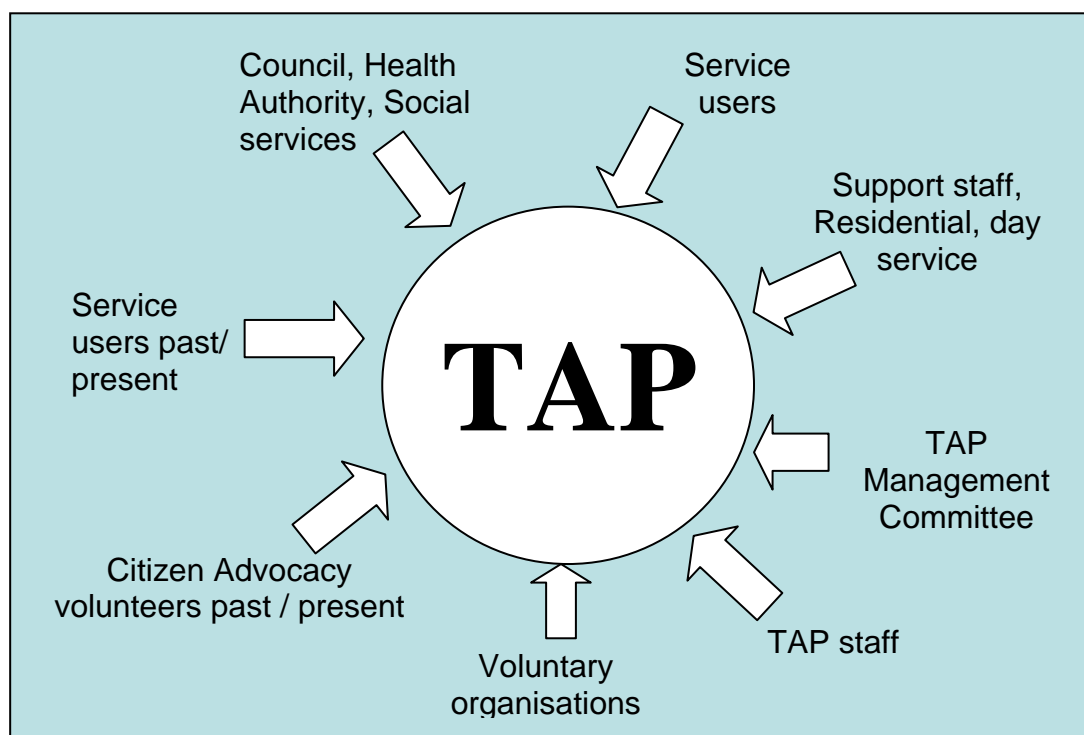 Council, Health
Authority, Social
services
Service
users
Support staff,
Residential, day
service
Service
users past/
present
TAP
TAP
Management
Committee
Citizen Advocacy
volunteers past / present
TAP staff
Voluntary
organisations